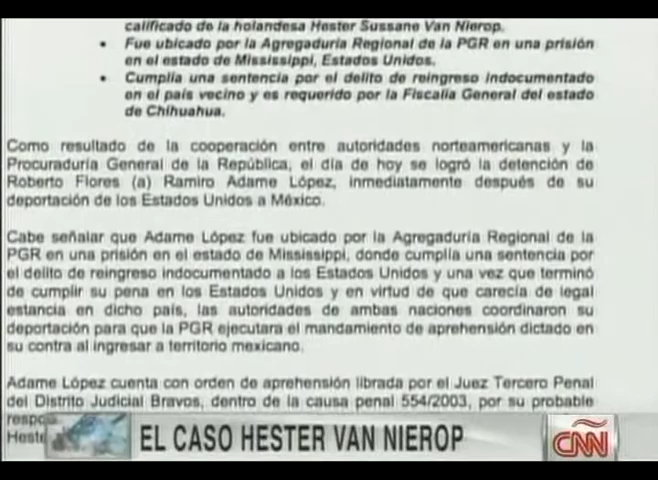 calificado de la holandesa Hester Sussane Van Nierop.
• Fue ubicado por la Agregaduría Regional de la PGR en una prisión
en el estado de Mississippi, Estados Unidos.
• Cumplía una sentencia por el delito de reingreso indocumentado
en el país vecino y es requerido por la Fiscalía General del estado
de Chihuahua.
Como resultado de la cooperación entre autoridades norteamericanas y la
Procuraduría General de la República, el día de hoy se logró la detención de
Roberto Flores (a) Ramiro Adame López, inmediatamente después de su
deportación de los Estados Unidos a México.
Cabe señalar que Adame López fue ubicado por la Agregaduría Regional de la
PGR en una prisión en el estado de Mississippi, donde cumplía una sentencia por
el delito de reingreso indocumentado a los Estados Unidos y una vez que terminó
de cumplir su pena en los Estados Unidos y en virtud de que carecía de legal
estancia en dicho país, las autoridades de ambas naciones coordinaron su
deportación para que la PGR ejecutara el mandamiento de aprehensión dictado en
su contra al ingresar a territorio mexicano.
Adame López cuenta con orden de aprehensión librada por el Juez Tercero Penal
del Distrito Judicial Bravos, dentro de la causa penal 554/2003, por su probable
respo
Heste
EL CASO HESTER VAN NIEROP
CNN